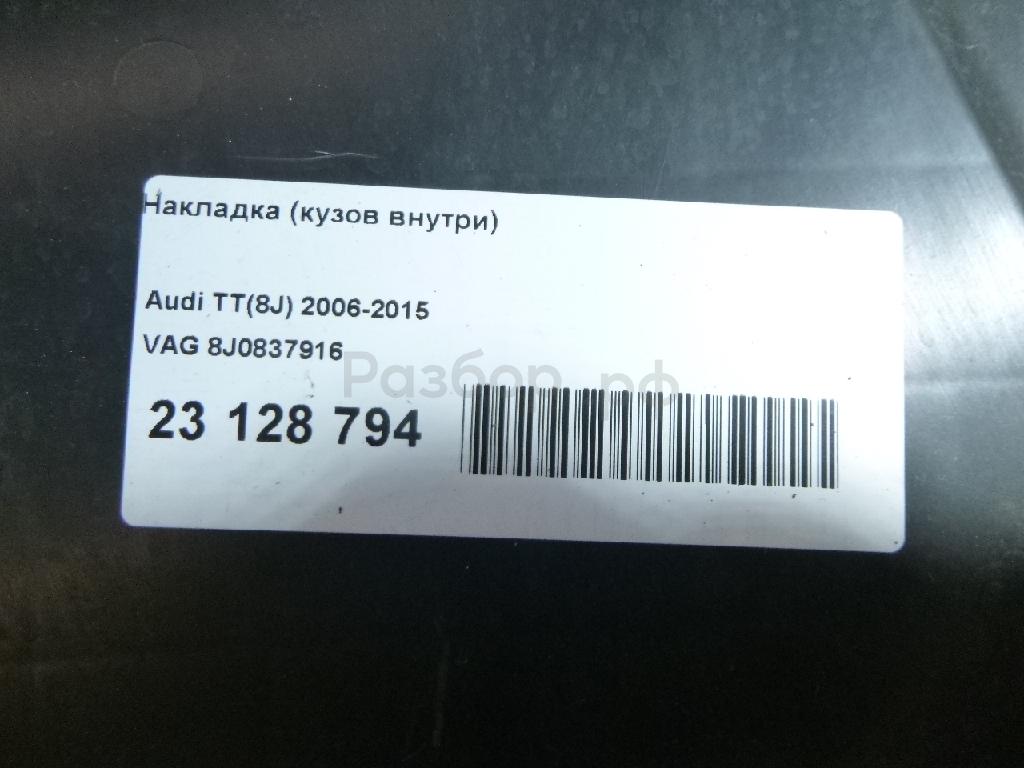 Накладка (кузов внутри)
Audi TT(8J) 2006-2015
VAG 8J0837916
Разбор.рф
23 128 794